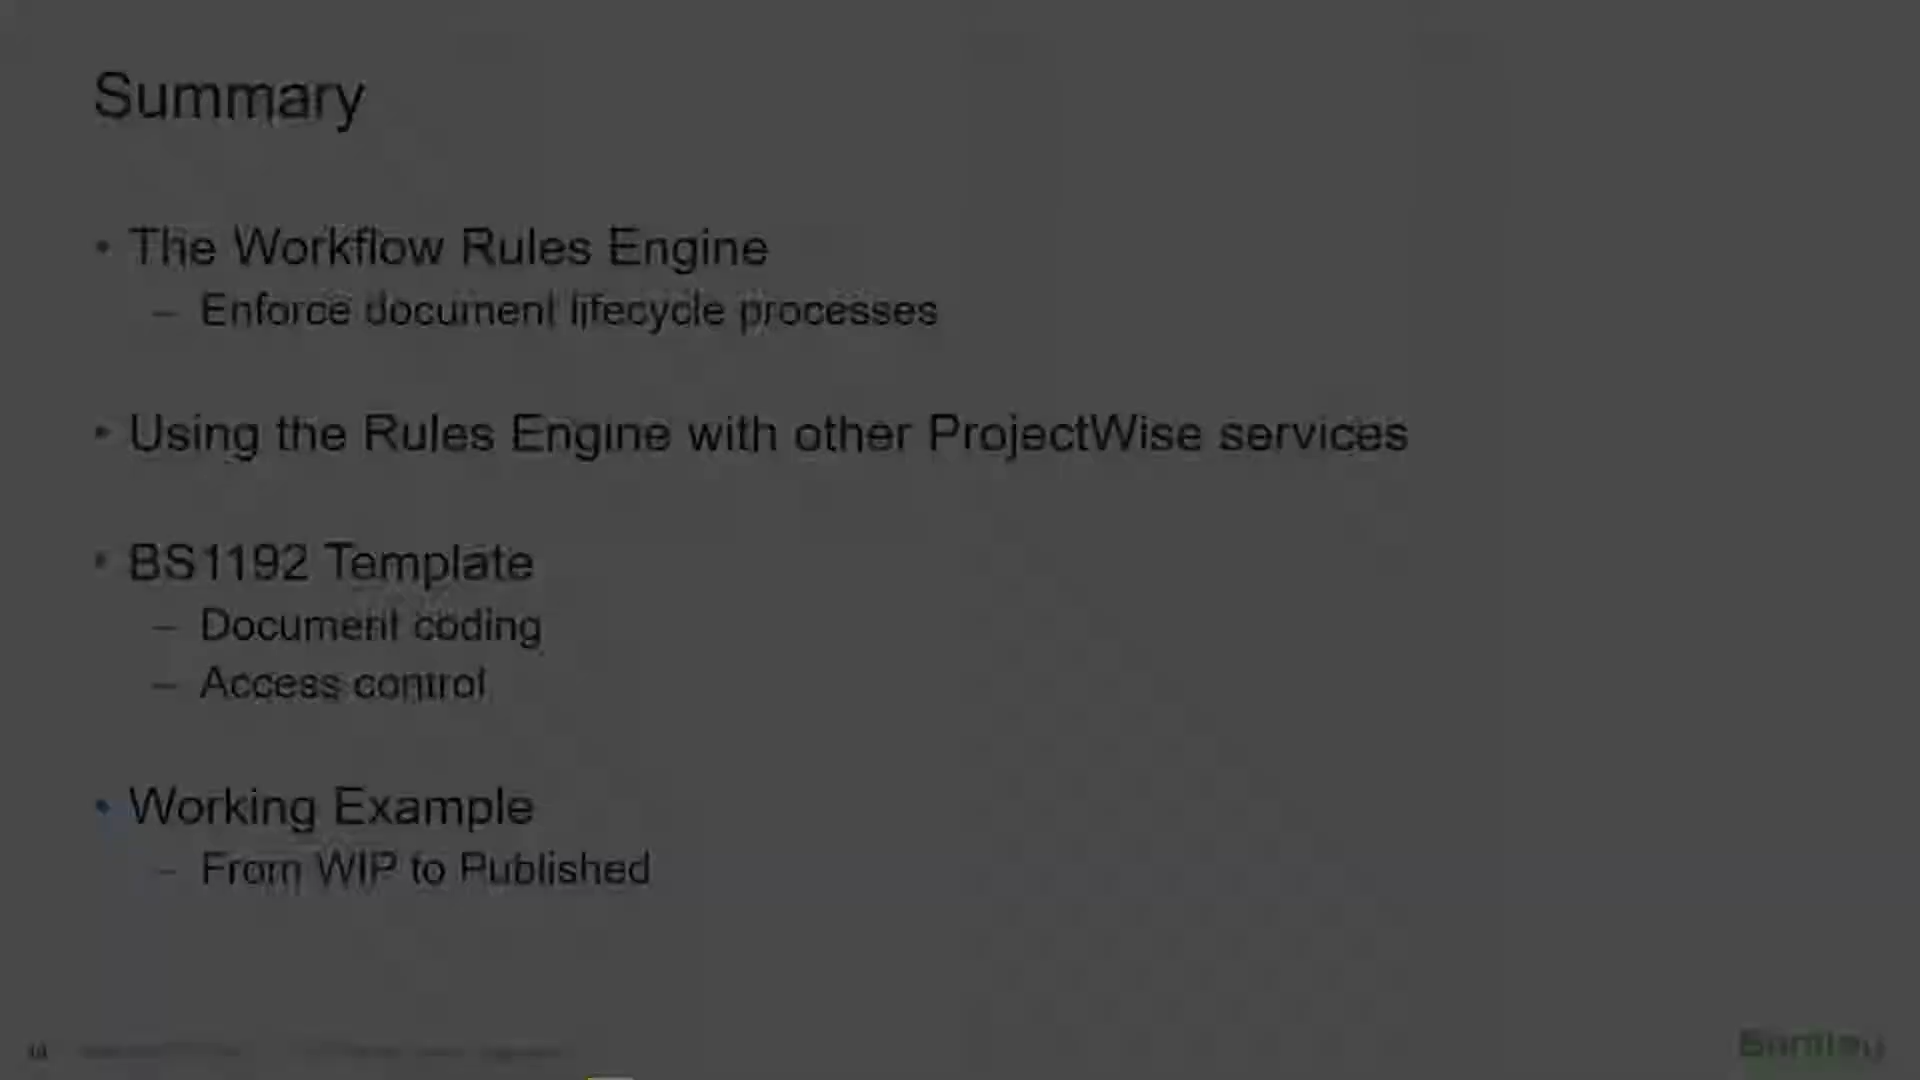 Summary
• The Workflow Rules Engine
– Enforce document lifecycle processes
• Using the Rules Engine with other ProjectWise services
• BS1192 Template
– Document coding
– Access control
• Working Example
– From WIP to Published
Bentley